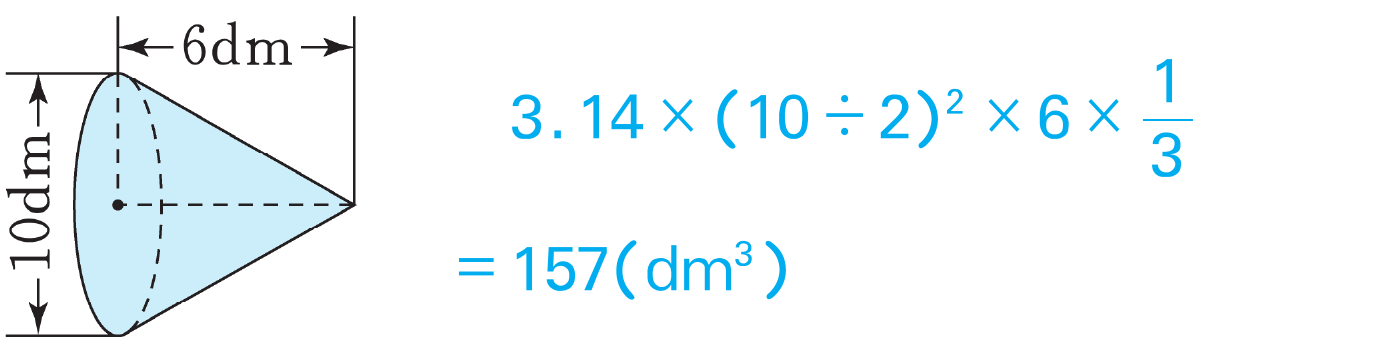 6dm
10dm
3.14×(10÷2)²×6×1/3
=157(dm³)